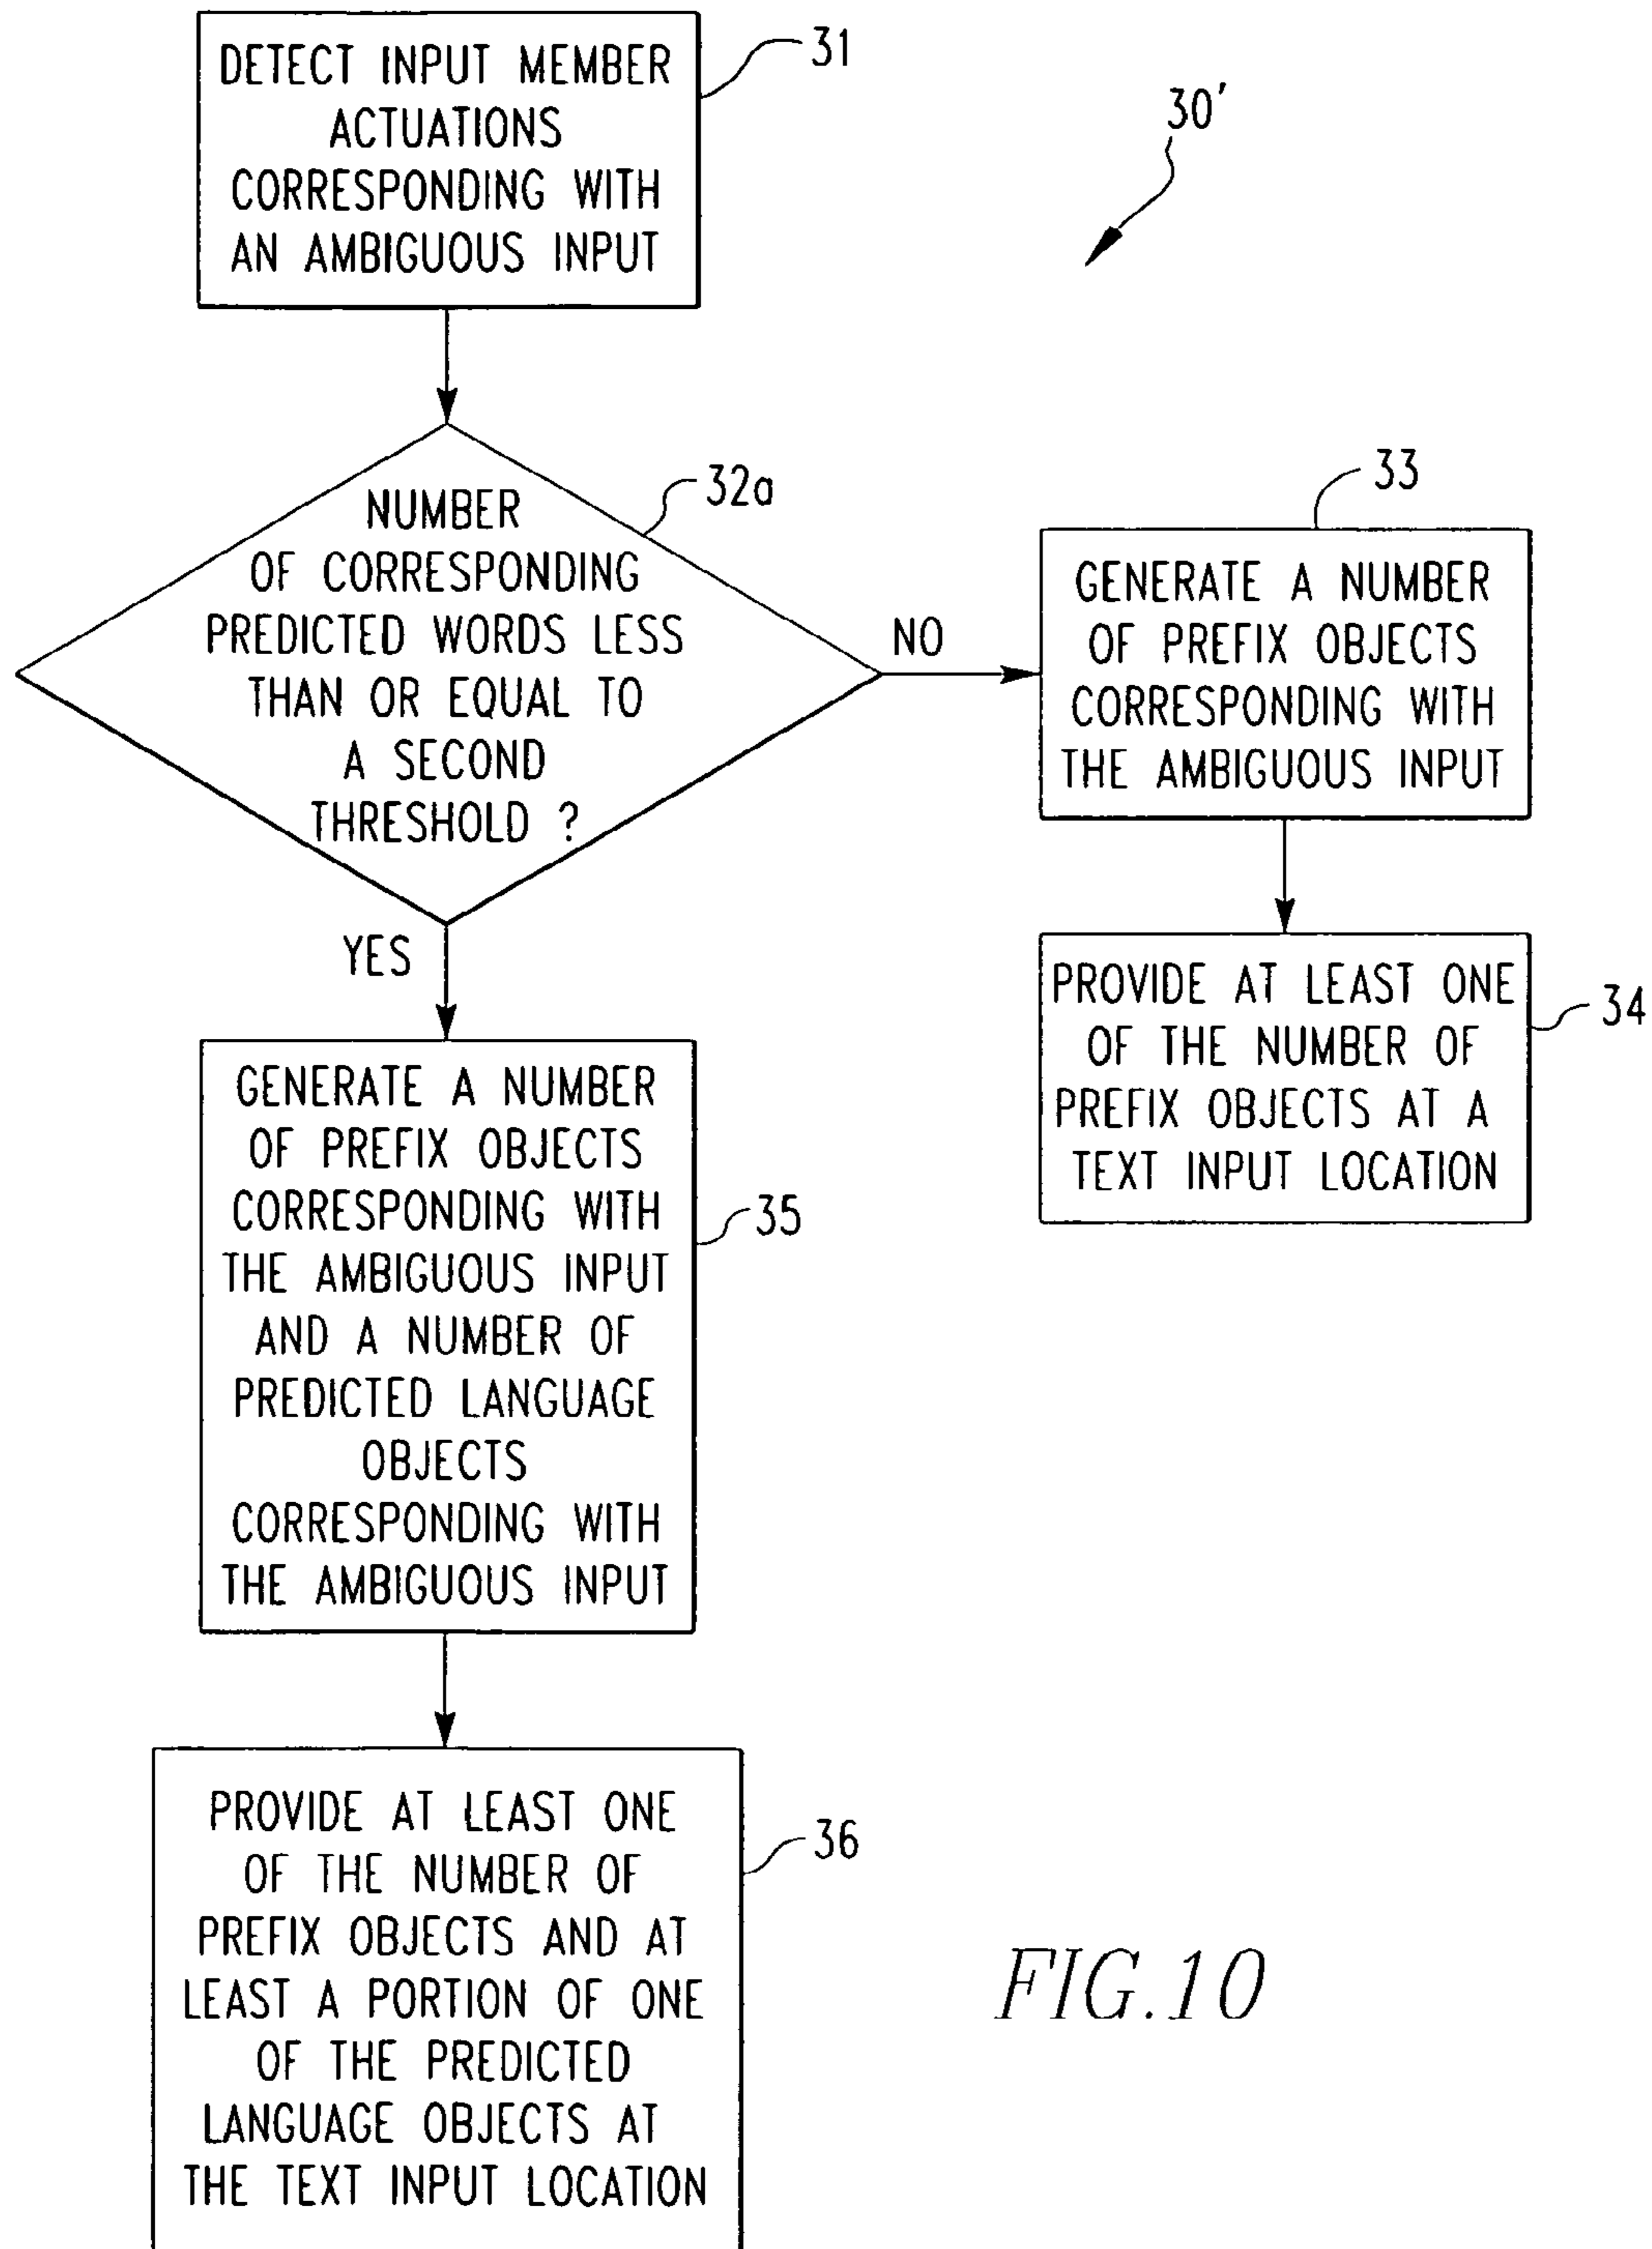 DETECT INPUT MEMBER
ACTUATIONS
CORRESPONDING WITH
AN AMBIGUOUS INPUT
31
30'
NUMBER
OF CORRESPONDING
PREDICTED WORDS LESS
THAN OR EQUAL TO
A SECOND
THRESHOLD ?
32a
NO
YES
33
GENERATE A NUMBER
OF PREFIX OBJECTS
CORRESPONDING WITH
THE AMBIGUOUS INPUT
PROVIDE AT LEAST ONE
OF THE NUMBER OF
PREFIX OBJECTS AT A
TEXT INPUT LOCATION
34
GENERATE A NUMBER
OF PREFIX OBJECTS
CORRESPONDING WITH
THE AMBIGUOUS INPUT
AND A NUMBER OF
PREDICTED LANGUAGE
OBJECTS
CORRESPONDING WITH
THE AMBIGUOUS INPUT
35
PROVIDE AT LEAST ONE
OF THE NUMBER OF
PREFIX OBJECTS AND AT
LEAST A PORTION OF ONE
OF THE PREDICTED
LANGUAGE OBJECTS AT
THE TEXT INPUT LOCATION
36
FIG.10